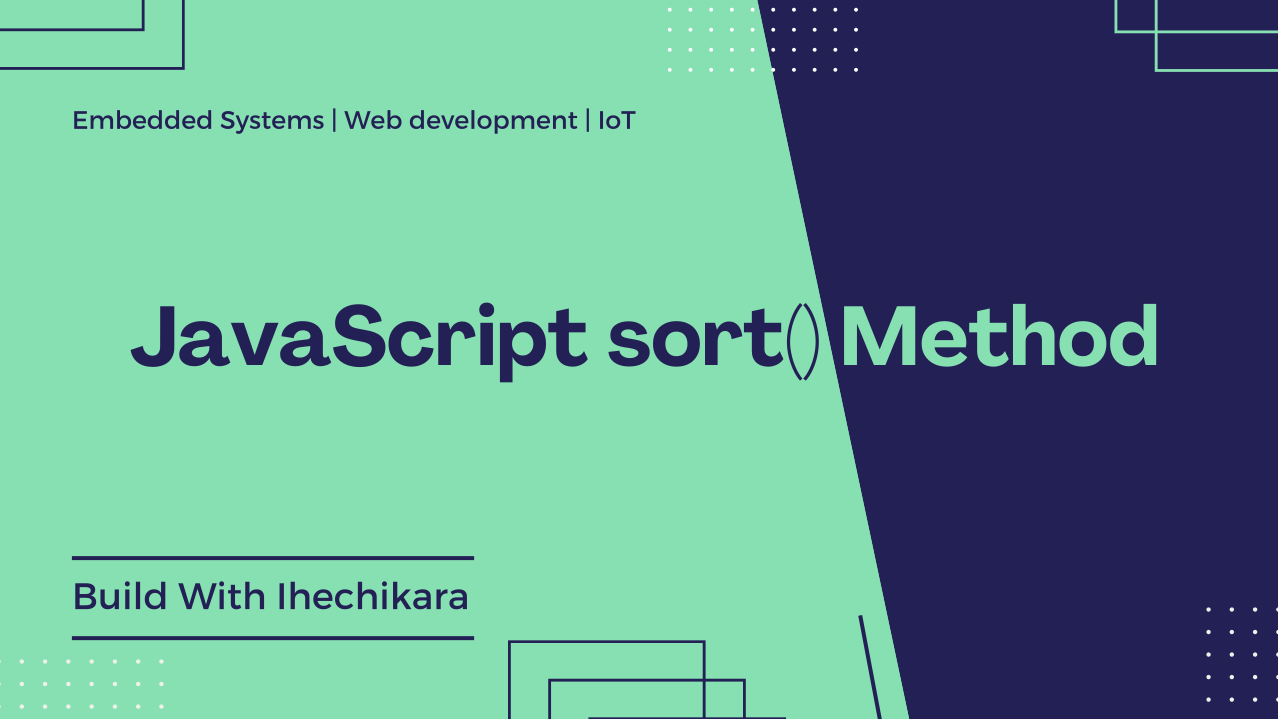 Embedded Systems | Web development | IoT
JavaScript sort() Method
Build With Ihechikara